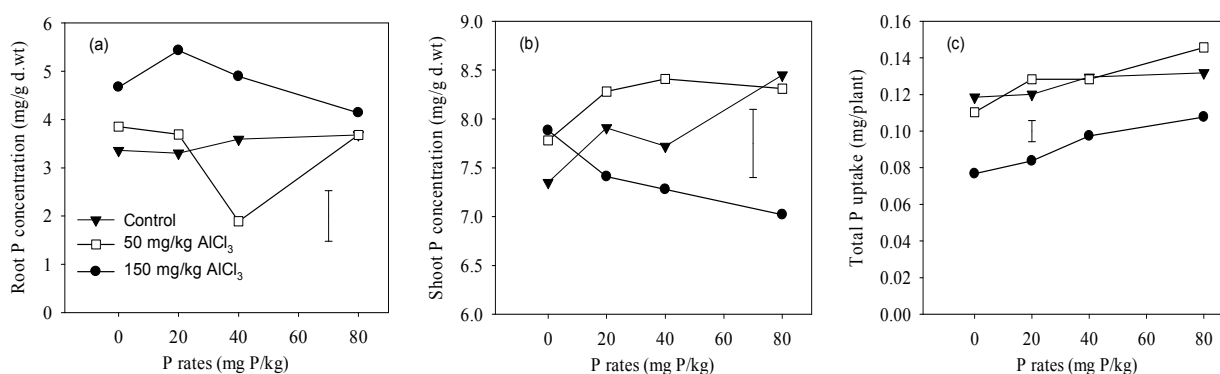 (a)
Root P concentration (mg/g d.wt)
6
5
4
3
2
1
0
Control
50 mg/kg AlCl3
150 mg/kg AlCl3
0 20 40 60 80
P rates (mg P/kg)
(b)
Shoot P concentration (mg/g d.wt)
9.0
8.5
8.0
7.5
7.0
6.5
6.0
0 20 40 60 80
P rates (mg P/kg)
(c)
Total P uptake (mg/plant)
0.16
0.14
0.12
0.10
0.08
0.06
0.04
0.02
0.00
0 20 40 60 80
P rates (mg P/kg)